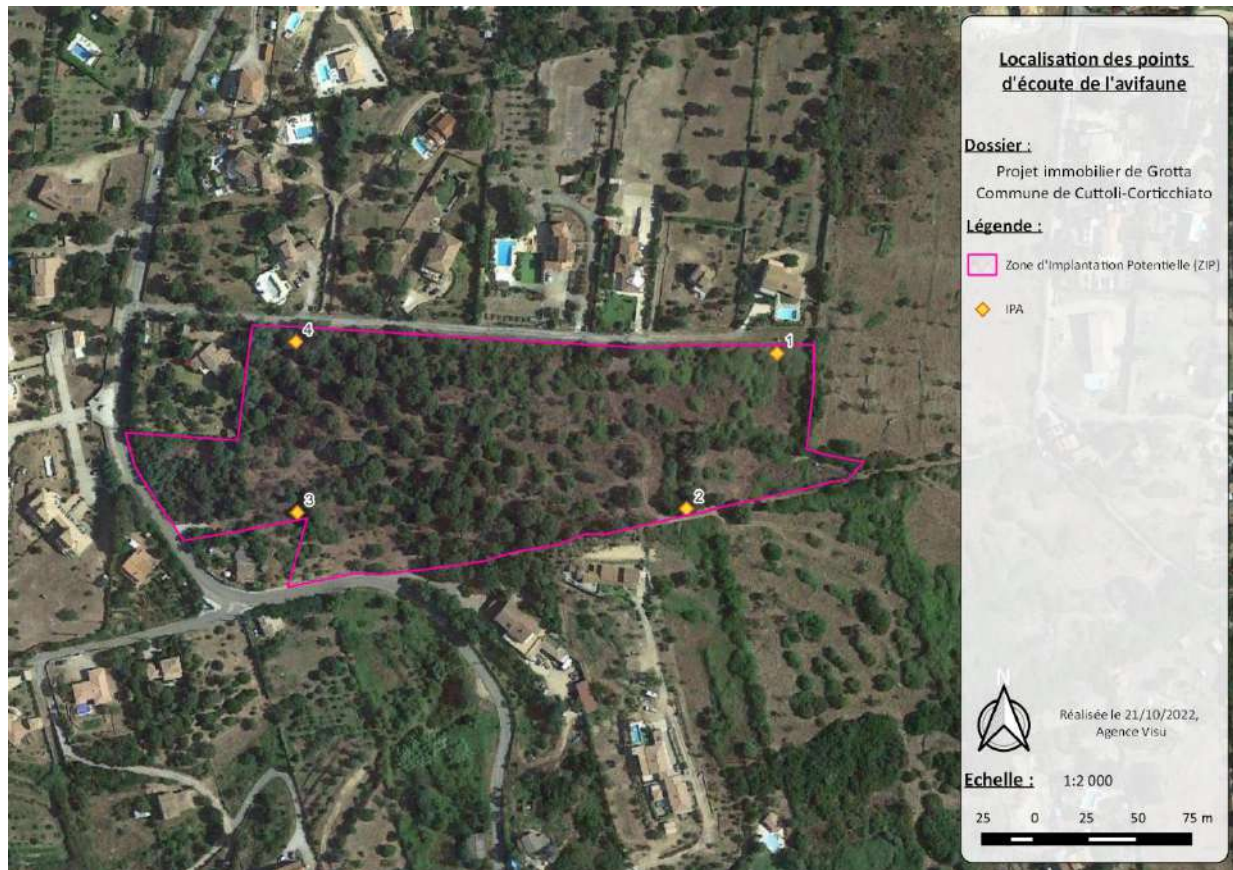 Localisation des points
d'écoute de l'avifaune
Dossier :
Projet immobilier de Grotta
Commune de Cuttoli-Corticchiato
Légende :
Zone d'Implantation Potentielle (ZIP)
IPA
4
1
3
2
N
Réalisée le 21/10/2022,
Agence Visu
Echelle : 1:2 000
25 0 25 50 75 m